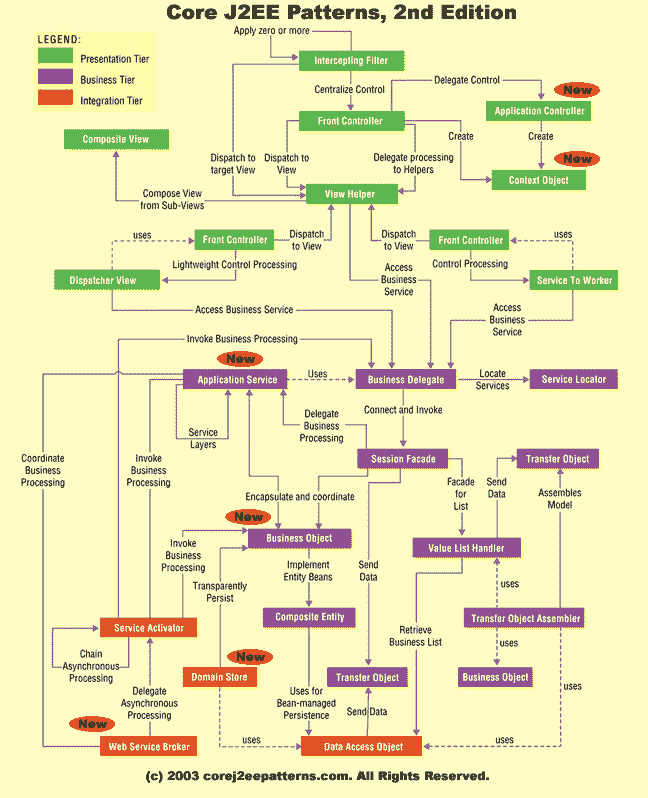 Core J2EE Patterns, 2nd Edition
LEGEND:
Presentation Tier
Business Tier
Integration Tier
Apply zero or more
Intercepting Filter
Centralize Control
Delegate Control
New
Front Controller
Application Controller
Composite View
Create
Create
New
Dispatch to
target View
Dispatch to
View
Delegate processing
to Helpers
Context Object
Compose View
from Sub-Views
View Helper
uses
Front Controller
Dispatch
to View
Dispatch
to View
Front Controller
uses
Lightweight Control Processing
Control Processing
Access
Business
Service
Dispatcher View
Service To Worker
Access Business Service
Access
Business
Service
Invoke Business Processing
New
Application Service
Uses
Business Delegate
Locate
Services
Service Locator
Service
Layers
Delegate
Business
Processing
Connect and Invoke
Coordinate
Business
Processing
Invoke
Business
Processing
Session Facade
Transfer Object
Facade
for
List
Send
Data
Assembles
Model
Encapsulate and coordinate
New
Business Object
Value List Handler
Invoke
Business
Processing
Implement
Entity Beans
Send
Data
Transparently
Persist
uses
Composite Entity
Transfer Object Assembler
Service Activator
Retrieve
Business List
uses
Chain
Asynchronous
Processing
New
Domain Store
Transfer Object
Business Object
Delegate
Asynchronous
Processing
Uses for
Bean-managed
Persistence
uses
Send Data
New
Web Service Broker
uses
Data Access Object
uses
(c) 2003 corej2eepatterns.com. All Rights Reserved.